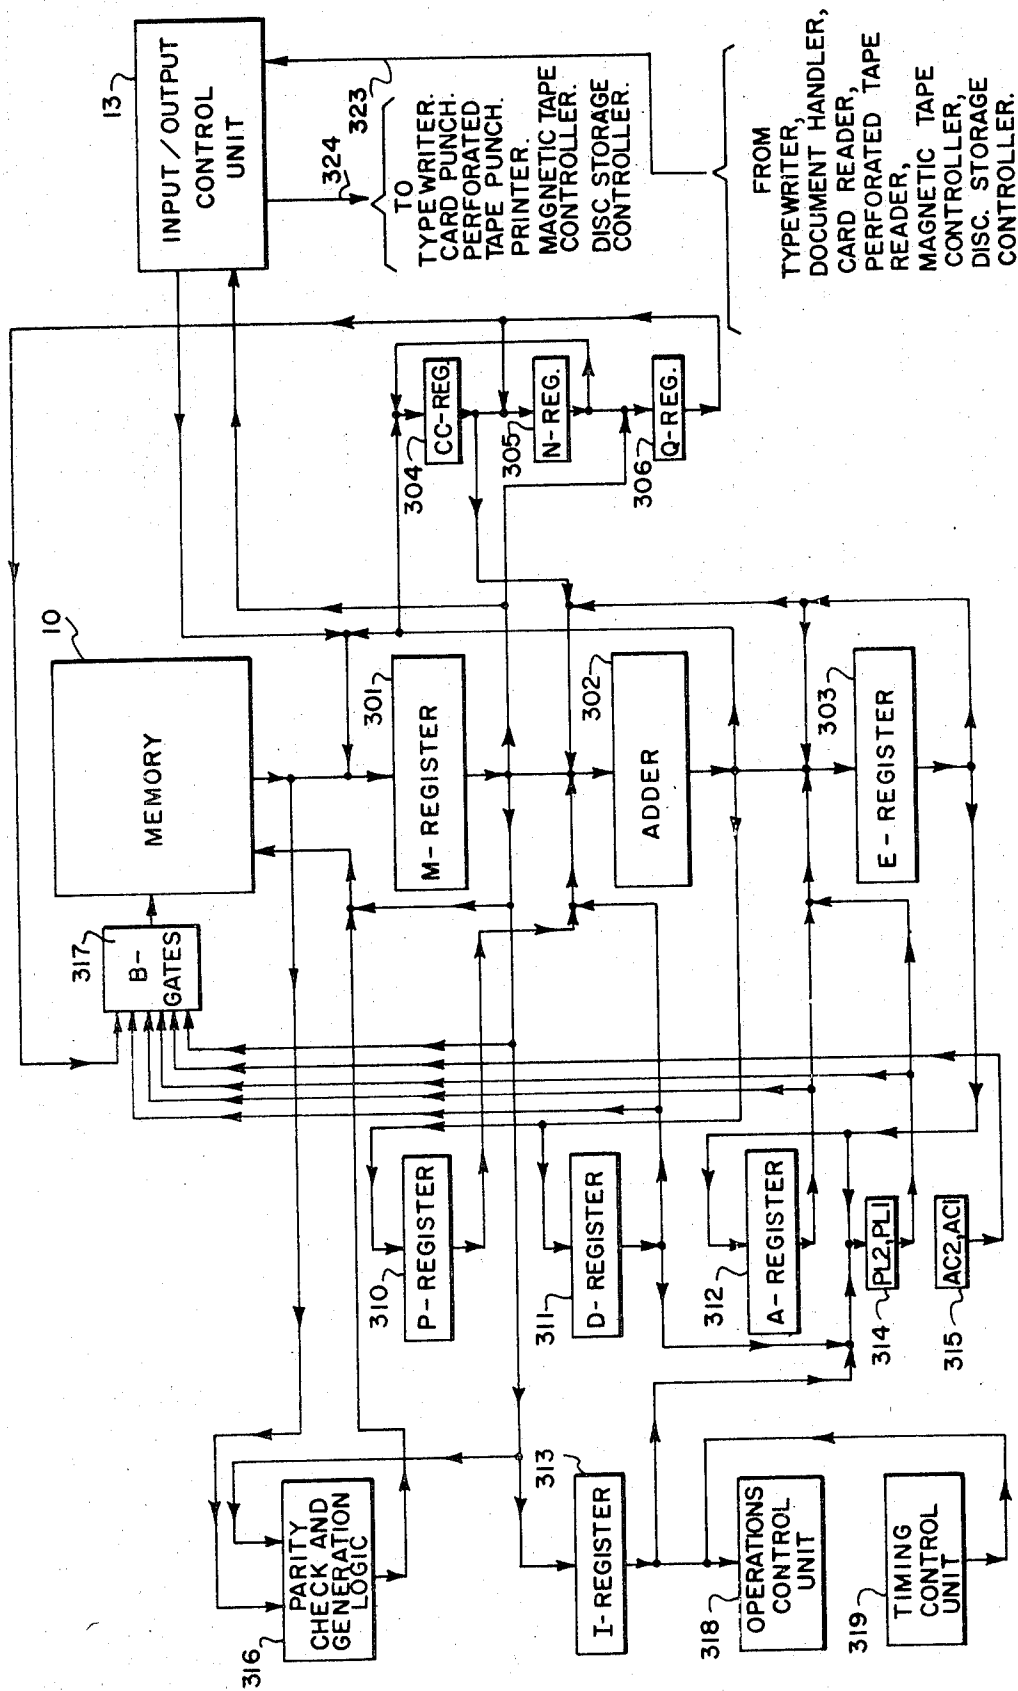 13
INPUT / OUTPUT
CONTROL
UNIT
324
323
TO
TYPEWRITER.
CARD PUNCH.
PERFORATED
TAPE PUNCH.
PRINTER.
MAGNETIC TAPE
CONTROLLER.
DISC STORAGE
CONTROLLER.
FROM
TYPEWRITER,
DOCUMENT HANDLER,
CARD READER,
PERFORATED TAPE
READER,
MAGNETIC TAPE
CONTROLLER,
DISC. STORAGE
CONTROLLER.
304
CC-REG.
305
N-REG.
306
Q-REG.
10
MEMORY
301
M-REGISTER
302
ADDER
303
E-REGISTER
317
B-
GATES
310
P-REGISTER
311
D-REGISTER
312
A-REGISTER
314
PL2,PL1
315
AC2,AC1
316
PARITY
CHECK AND
GENERATION
LOGIC
313
I-REGISTER
318
OPERATIONS
CONTROL
UNIT
319
TIMING
CONTROL
UNIT